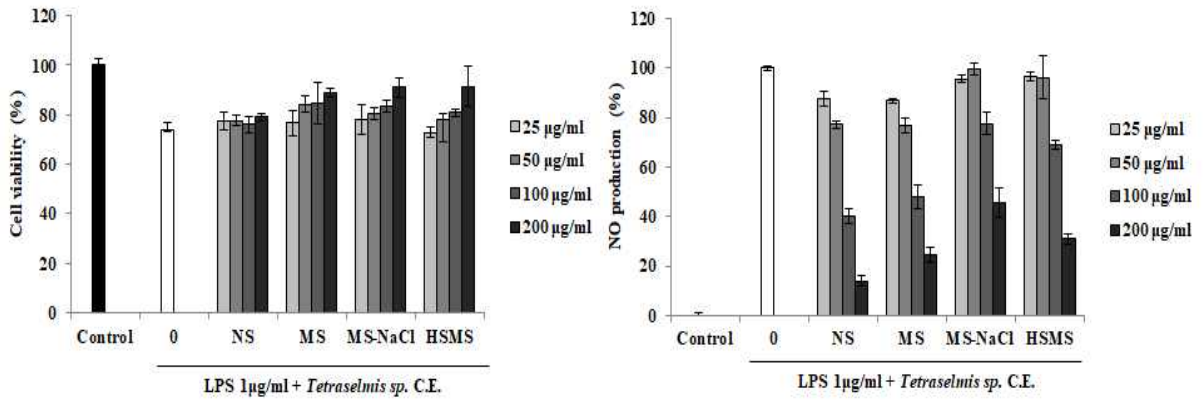 120
100
80
60
40
20
0
Cell viability (%)
Control
0
NS
MS
MS-NaCl
HSMS
LPS 1μg/ml + Tetraselmis sp. C.E.
25 μg/ml
50 μg/ml
100 μg/ml
200 μg/ml
120
100
80
60
40
20
0
NO production (%)
Control
0
NS
MS
MS-NaCl
HSMS
LPS 1μg/ml + Tetraselmis sp. C.E.
25 μg/ml
50 μg/ml
100 μg/ml
200 μg/ml